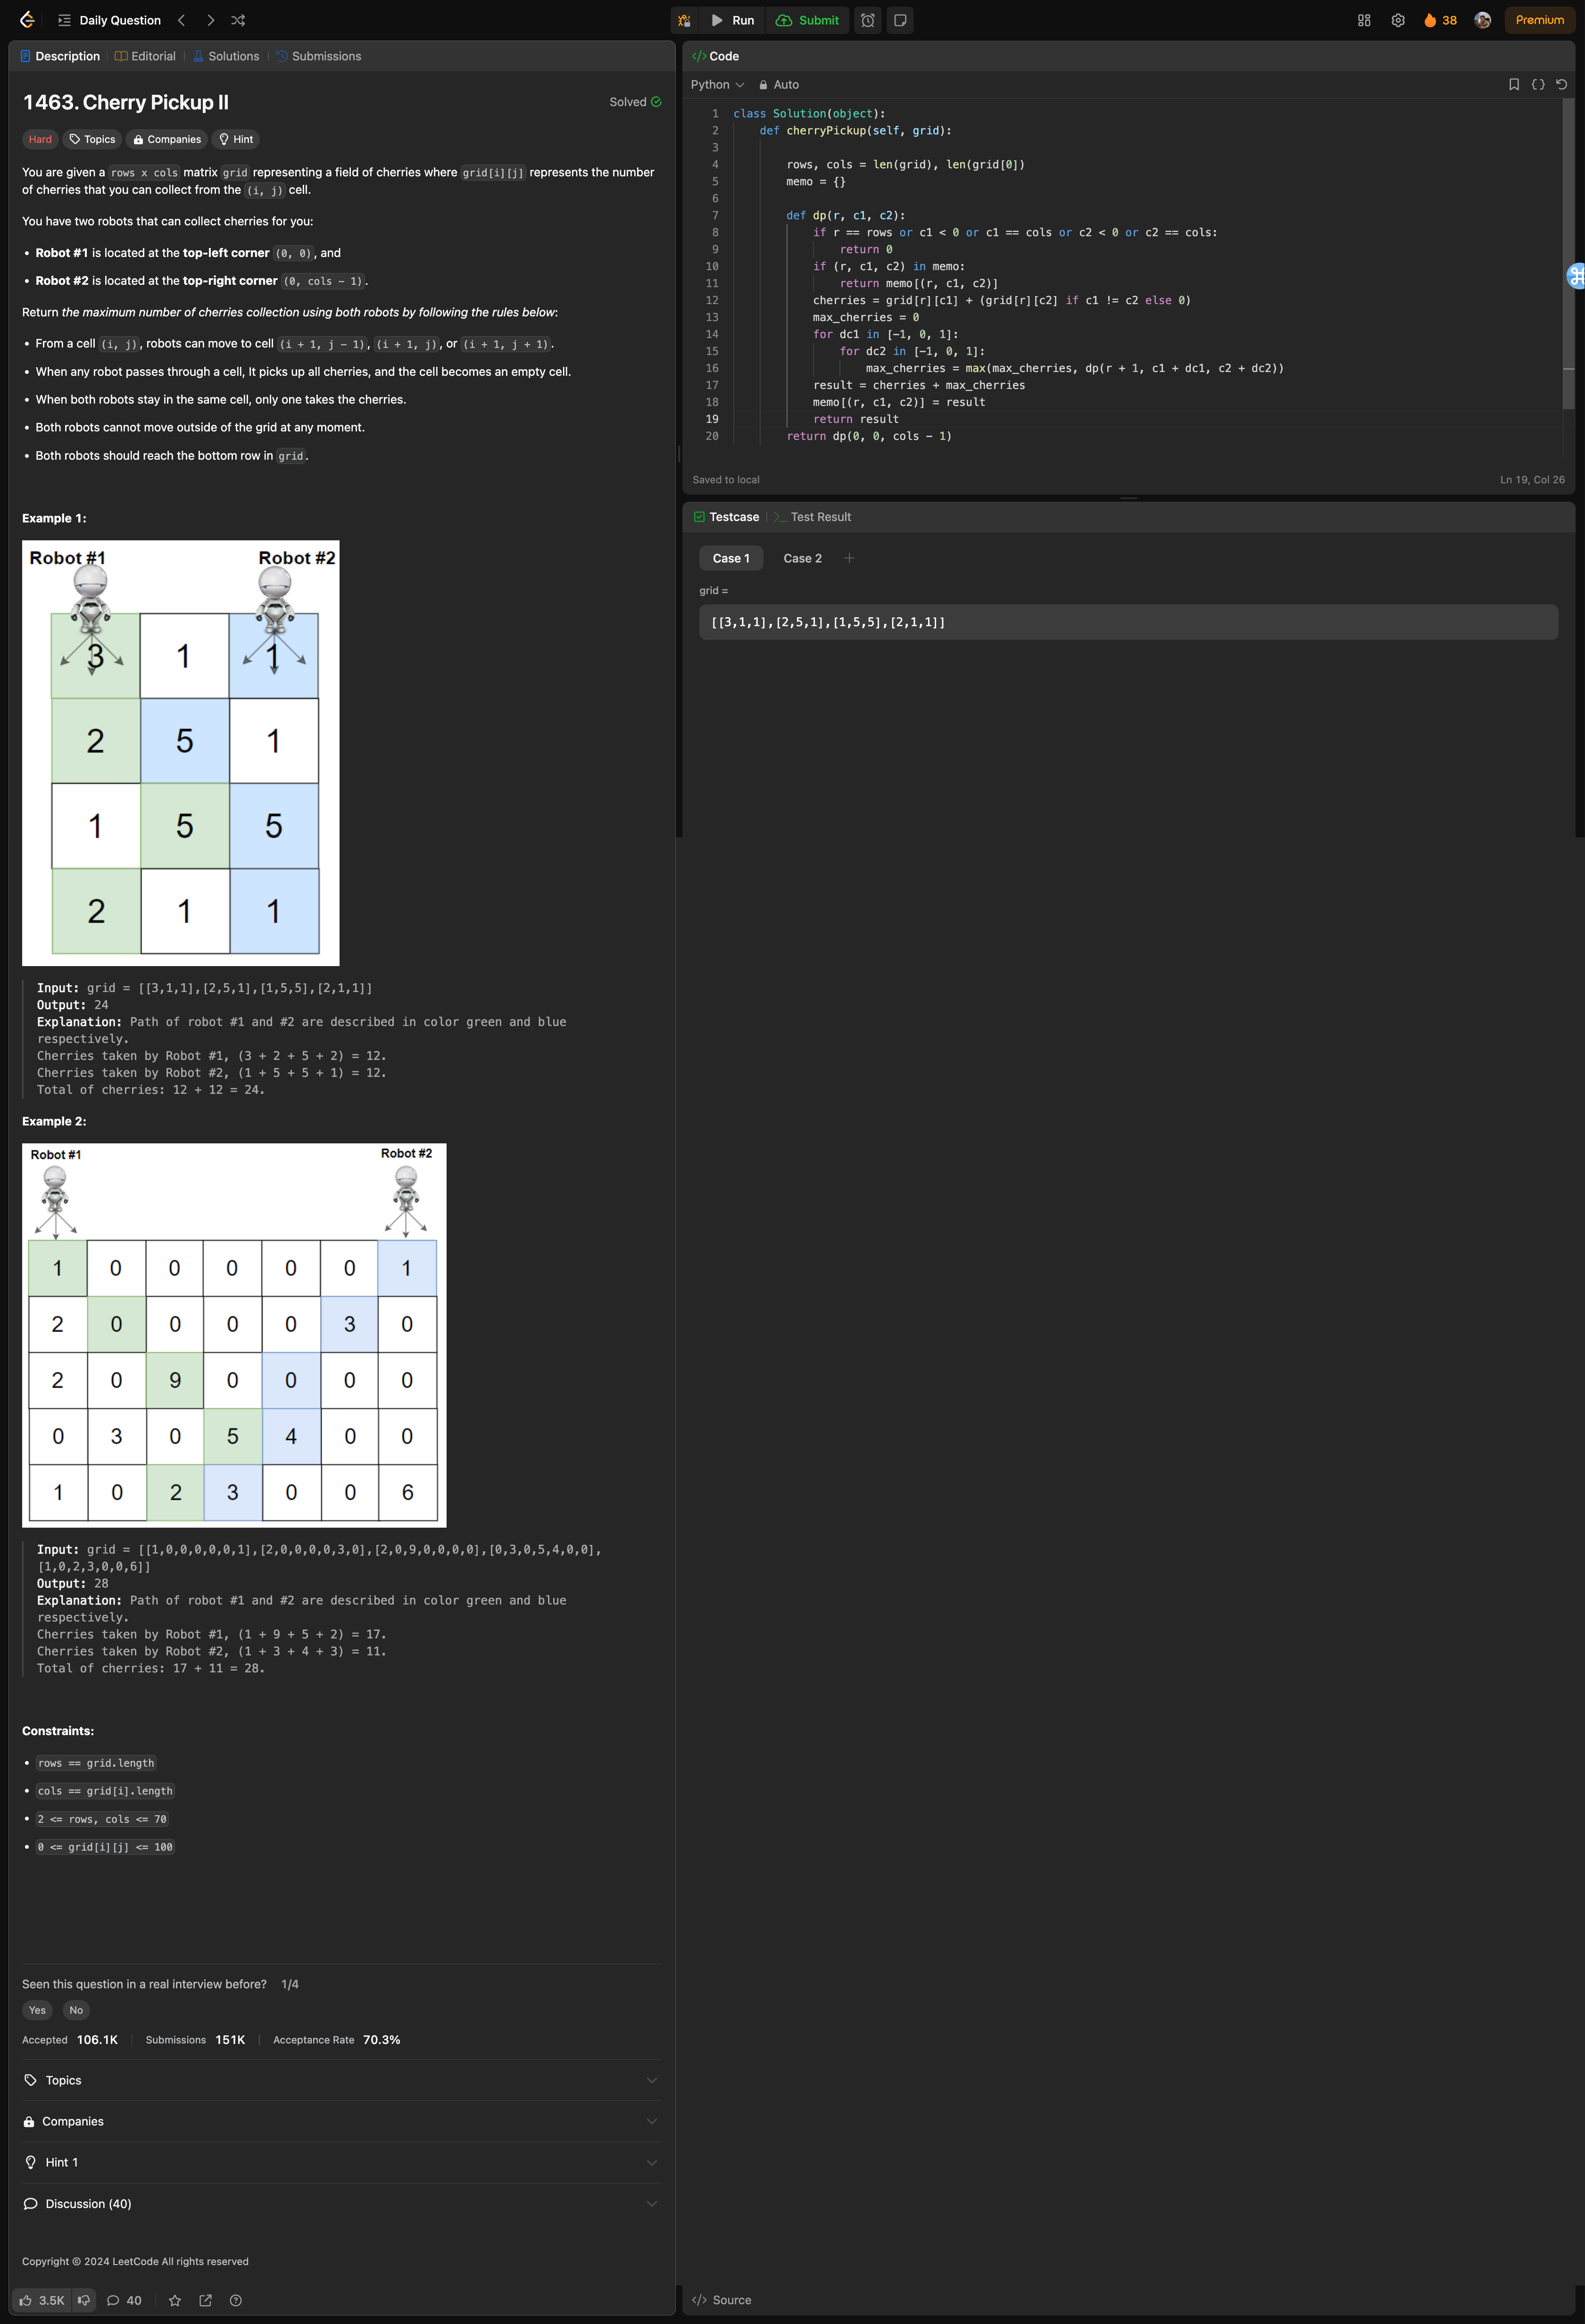 Daily Question
Run
Submit
38
Premium
Description
Editorial
Solutions
Submissions
1463. Cherry Pickup II
Solved
Hard
Topics
Companies
Hint
You are given a rows x cols matrix grid representing a field of cherries where grid[i][j] represents the number
of cherries that you can collect from the (i, j) cell.
You have two robots that can collect cherries for you:
• Robot #1 is located at the top-left corner (0, 0), and
• Robot #2 is located at the top-right corner (0, cols - 1).
Return the maximum number of cherries collection using both robots by following the rules below:
• From a cell (i, j), robots can move to cell (i + 1, j - 1), (i + 1, j), or (i + 1, j + 1).
• When any robot passes through a cell, It picks up all cherries, and the cell becomes an empty cell.
• When both robots stay in the same cell, only one takes the cherries.
• Both robots cannot move outside of the grid at any moment.
• Both robots should reach the bottom row in grid.
Example 1:
Robot #1 Robot #2
3 1 1
2 5 1
1 5 5
2 1 1
Input: grid = [[3,1,1],[2,5,1],[1,5,5],[2,1,1]]
Output: 24
Explanation: Path of robot #1 and #2 are described in color green and blue
respectively.
Cherries taken by Robot #1, (3 + 2 + 5 + 2) = 12.
Cherries taken by Robot #2, (1 + 5 + 5 + 1) = 12.
Total of cherries: 12 + 12 = 24.
Example 2:
Robot #1 Robot #2
1 0 0 0 0 0 1
2 0 0 0 0 3 0
2 0 9 0 0 0 0
0 3 0 5 4 0 0
1 0 2 3 0 0 6
Input: grid = [[1,0,0,0,0,0,1],[2,0,0,0,0,3,0],[2,0,9,0,0,0,0],[0,3,0,5,4,0,0],
[1,0,2,3,0,0,6]]
Output: 28
Explanation: Path of robot #1 and #2 are described in color green and blue
respectively.
Cherries taken by Robot #1, (1 + 9 + 5 + 2) = 17.
Cherries taken by Robot #2, (1 + 3 + 4 + 3) = 11.
Total of cherries: 17 + 11 = 28.
Constraints:
• rows == grid.length
• cols == grid[i].length
• 2 <= rows, cols <= 70
• 0 <= grid[i][j] <= 100
Seen this question in a real interview before? 1/4
Yes No
Accepted 106.1K Submissions 151K Acceptance Rate 70.3%
Topics
Companies
Hint 1
Discussion (40)
Copyright © 2024 LeetCode All rights reserved
3.5K 40
</> Code
Python Auto
1 class Solution(object):
2 def cherryPickup(self, grid):
3
4 rows, cols = len(grid), len(grid[0])
5 memo = {}
6
7 def dp(r, c1, c2):
8 if r == rows or c1 < 0 or c1 == cols or c2 < 0 or c2 == cols:
9 return 0
10 if (r, c1, c2) in memo:
11 return memo[(r, c1, c2)]
12 cherries = grid[r][c1] + (grid[r][c2] if c1 != c2 else 0)
13 max_cherries = 0
14 for dc1 in [-1, 0, 1]:
15 for dc2 in [-1, 0, 1]:
16 max_cherries = max(max_cherries, dp(r + 1, c1 + dc1, c2 + dc2))
17 result = cherries + max_cherries
18 memo[(r, c1, c2)] = result
19 return result
20 return dp(0, 0, cols - 1)
Saved to local
Ln 19, Col 26
Testcase
>_ Test Result
Case 1
Case 2
+
grid =
[[3,1,1],[2,5,1],[1,5,5],[2,1,1]]
</> Source